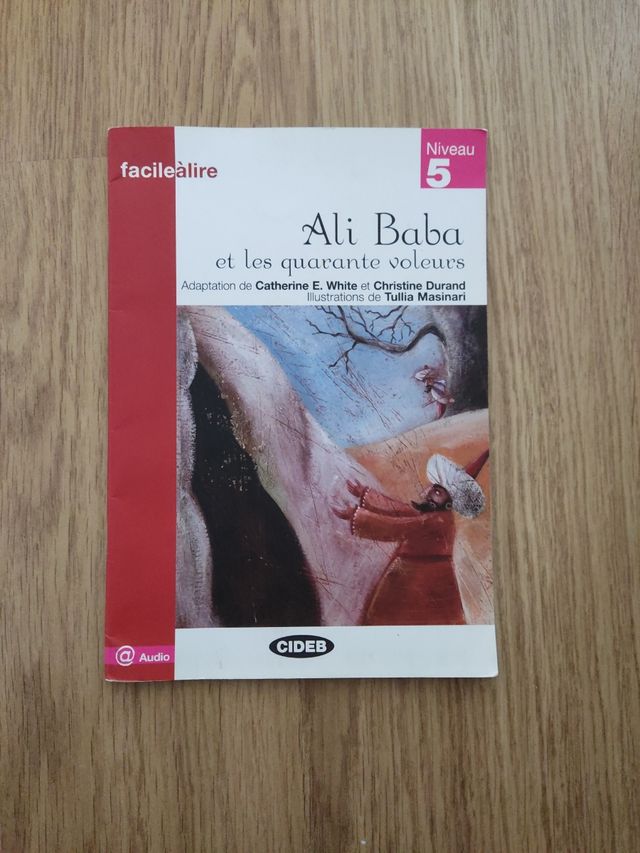 facileàlire
Niveau
5
Ali Baba
et les quarante voleurs
Adaptation de Catherine E. White et Christine Durand
Illustrations de Tullia Masinari
@ Audio
CIDEB